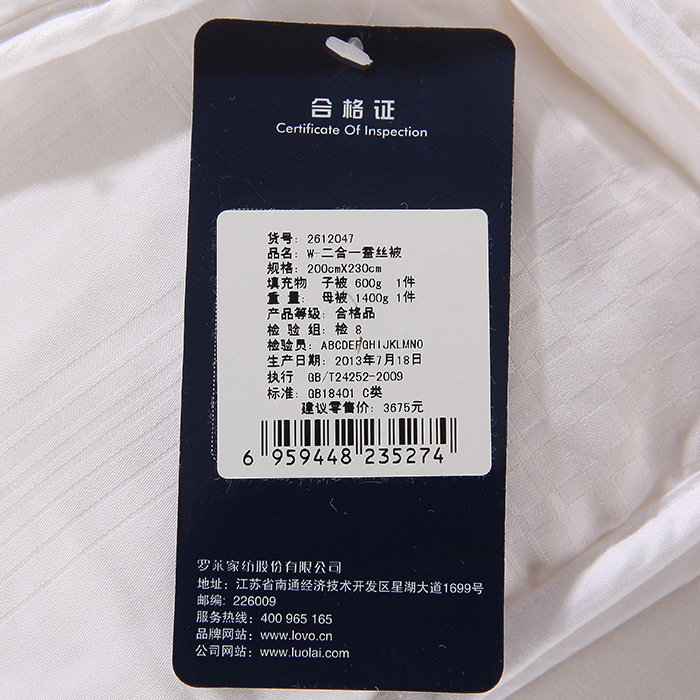 合格证
Certificate Of Inspection
货号: 2612047
品名: W-二合一蚕丝被
规格: 200cmX230cm
填充物 子被 600g 1件
重量: 母被 1400g 1件
产品等级: 合格品
检 验 组: 检 8
检验员: ABCDEFGHIJKLMNO
生产日期: 2013年7月18日
执行 GB/T24252-2009
标准: GB18401 C类
建议零售价: 3675元
6 959448 235274
罗莱家纺股份有限公司
地址: 江苏省南通经济技术开发区星湖大道1699号
邮编: 226009
服务热线: 400 965 165
品牌网站: www.lovo.cn
公司网站: www.luolai.com